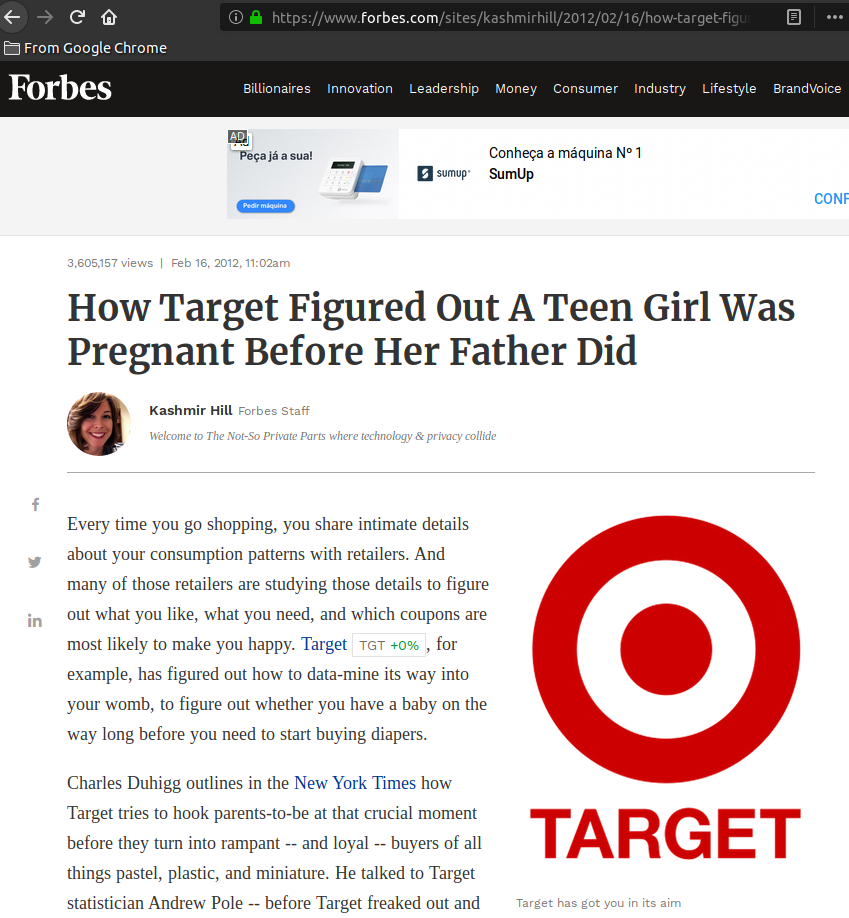 https://www.forbes.com/sites/kashmirhill/2012/02/16/how-target-figu
From Google Chrome
Forbes
Billionaires Innovation Leadership Money Consumer Industry Lifestyle BrandVoice
AD
Peça já a sua!
Pedir máquina
sumup
Conheça a máquina Nº 1
SumUp
CONF
3,605,157 views | Feb 16, 2012, 11:02am
How Target Figured Out A Teen Girl Was
Pregnant Before Her Father Did
Kashmir Hill Forbes Staff
Welcome to The Not-So Private Parts where technology & privacy collide
Every time you go shopping, you share intimate details
about your consumption patterns with retailers. And
many of those retailers are studying those details to figure
out what you like, what you need, and which coupons are
most likely to make you happy. Target TGT +0% , for
example, has figured out how to data-mine its way into
your womb, to figure out whether you have a baby on the
way long before you need to start buying diapers.
Charles Duhigg outlines in the New York Times how
Target tries to hook parents-to-be at that crucial moment
before they turn into rampant -- and loyal -- buyers of all
things pastel, plastic, and miniature. He talked to Target
statistician Andrew Pole -- before Target freaked out and
TARGET
Target has got you in its aim